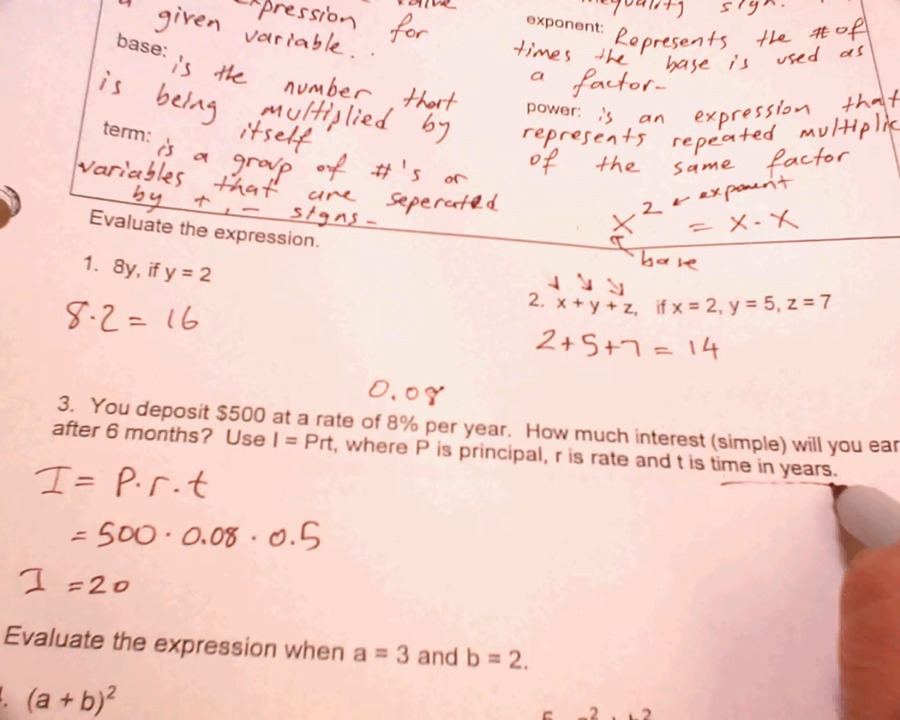 expression for
given variable..
base: is the number that
is being multiplied by
itself
term: is a group of #'s or
variables that are seperated
by +, - signs-
inequality sign.
exponent: Represents the # of
times the base is used as
a factor-
power: is an expression that
represents repeated multiplic
of the same factor
x² ← exponent
= x·x
base
Evaluate the expression.
1. 8y, if y = 2
8·2 = 16
2. x + y + z, if x = 2, y = 5, z = 7
2+5+7 = 14
0.08
3. You deposit $500 at a rate of 8% per year. How much interest (simple) will you ear
after 6 months? Use I = Prt, where P is principal, r is rate and t is time in years.
I = P.r.t
= 500 · 0.08 · 0.5
I = 20
Evaluate the expression when a = 3 and b = 2.
(a + b)²